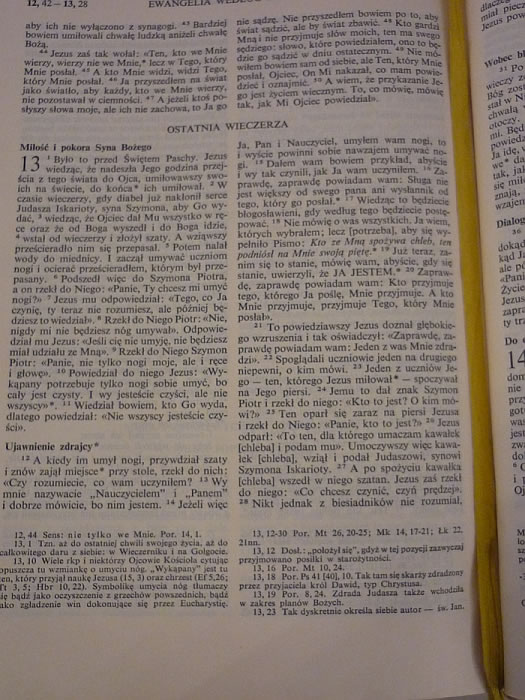 12, 42 — 13, 28
EWANGELIA WEDŁUG
aby ich nie wyłączono z synagogi. ⁴³ Bardziej
bowiem umiłowali chwałę ludzką aniżeli chwałę
Bożą.
⁴⁴ Jezus zaś tak wołał: «Ten, kto we Mnie
wierzy, wierzy nie we Mnie,* lecz w Tego, który
Mnie posłał. ⁴⁵ A kto Mnie widzi, widzi Tego,
który Mnie posłał. ⁴⁶ Ja przyszedłem na świat
jako światło, aby każdy, kto we Mnie wierzy,
nie pozostawał w ciemności. ⁴⁷ A jeżeli ktoś po-
słyszy słowa moje, ale ich nie zachowa, to Ja go
nie sądzę. Nie przyszedłem bowiem po to, aby
świat sądzić, ale by świat zbawić. ⁴⁸ Kto gardzi
Mną i nie przyjmuje słów moich, ten ma swego
sędziego: słowo, które powiedziałem, ono to bę-
dzie go sądzić w dniu ostatecznym. ⁴⁹ Nie mó-
wiłem bowiem sam od siebie, ale Ten, który Mnie
posłał, Ojciec, On Mi nakazał, co mam powie-
dzieć i oznajmić. ⁵⁰ A wiem, że przykazanie Je-
go jest życiem wiecznym. To, co mówię, mówię
tak, jak Mi Ojciec powiedział».
OSTATNIA WIECZERZA
Miłość i pokora Syna Bożego
13 ¹ Było to przed Świętem Paschy. Jezus
wiedząc, że nadeszła Jego godzina przej-
ścia z tego świata do Ojca, umiłowawszy swo-
ich na świecie, do końca* ich umiłował. ² W
czasie wieczerzy, gdy diabeł już nakłonił serce
Judasza Iskarioty, syna Szymona, aby Go wy-
dać, ³ wiedząc, że Ojciec dał Mu wszystko w rę-
ce oraz że od Boga wyszedł i do Boga idzie,
⁴ wstał od wieczerzy i złożył szaty. A wziąwszy
prześcieradło nim się przepasał. ⁵ Potem nalał
wody do miednicy. I zaczął umywać uczniom
nogi i ocierać prześcieradłem, którym był prze-
pasany. ⁶ Podszedł więc do Szymona Piotra,
a on rzekł do Niego: «Panie, Ty chcesz mi umyć
nogi?» ⁷ Jezus mu odpowiedział: «Tego, co Ja
czynię, ty teraz nie rozumiesz, ale później bę-
dziesz to wiedział». ⁸ Rzekł do Niego Piotr: «Nie,
nigdy mi nie będziesz nóg umywał». Odpowie-
dział mu Jezus: «Jeśli cię nie umyję, nie będziesz
miał udziału ze Mną». ⁹ Rzekł do Niego Szymon
Piotr: «Panie, nie tylko nogi moje, ale i ręce
i głowę». ¹⁰ Powiedział do niego Jezus: «Wy-
kąpany potrzebuje tylko nogi sobie umyć, bo
cały jest czysty. I wy jesteście czyści, ale nie
wszyscy»*. ¹¹ Wiedział bowiem, kto Go wyda,
dlatego powiedział: «Nie wszyscy jesteście czy-
ści».
Ujawnienie zdrajcy*
¹² A kiedy im umył nogi, przywdział szaty
i znów zajął miejsce* przy stole, rzekł do nich:
«Czy rozumiecie, co wam uczyniłem? ¹³ Wy
mnie nazywacie „Nauczycielem” i „Panem”
i dobrze mówicie, bo nim jestem. ¹⁴ Jeżeli więc
Ja, Pan i Nauczyciel, umyłem wam nogi, to
i wyście powinni sobie nawzajem umywać no-
gi. ¹⁵ Dałem wam bowiem przykład, abyście
i wy tak czynili, jak Ja wam uczyniłem. ¹⁶ Za-
prawdę, zaprawdę powiadam wam: Sługa nie
jest większy od swego pana ani wysłannik od
tego, który go posłał.* ¹⁷ Wiedząc to będziecie
błogosławieni, gdy według tego będziecie postę-
pować. ¹⁸ Nie mówię o was wszystkich. Ja wiem,
których wybrałem; lecz [potrzeba], aby się wy-
pełniło Pismo: Kto ze Mną spożywa chleb, ten
podniósł na Mnie swoją piętę.* ¹⁹ Już teraz, za-
nim się to stanie, mówię wam, abyście, gdy się
stanie, uwierzyli, że JA JESTEM.* ²⁰ Zapraw-
dę, zaprawdę powiadam wam: Kto przyjmuje
tego, którego Ja poślę, Mnie przyjmuje. A kto
Mnie przyjmuje, przyjmuje Tego, który Mnie
posłał».
²¹ To powiedziawszy Jezus doznał głębokie-
go wzruszenia i tak oświadczył: «Zaprawdę, za-
prawdę powiadam wam: Jeden z was Mnie zdra-
dzi». ²² Spoglądali uczniowie jeden na drugiego
niepewni, o kim mówi. ²³ Jeden z uczniów Je-
go — ten, którego Jezus miłował* — spoczywał
na Jego piersi. ²⁴ Jemu to dał znak Szymon
Piotr i rzekł do niego: «Kto to jest? O kim mó-
wi?» ²⁵ Ten oparł się zaraz na piersi Jezusa
i rzekł do Niego: «Panie, kto to jest?» ²⁶ Jezus
odparł: «To ten, dla którego umaczam kawałek
[chleba] i podam mu». Umoczywszy więc kawa-
łek [chleba], wziął i podał Judaszowi, synowi
Szymona Iskarioty. ²⁷ A po spożyciu kawałka
[chleba] wszedł w niego szatan. Jezus zaś rzekł
do niego: «Co chcesz czynić, czyń prędzej».
²⁸ Nikt jednak z biesiadników nie rozumiał,
12, 44 Sens: nie tylko we Mnie. Por. 14, 1.
13, 1 Tzn. aż do ostatniej chwili swojego życia, aż do
całkowitego daru z siebie: w Wieczerniku i na Golgocie.
13, 10 Wiele rkp i niektórzy Ojcowie Kościoła cytując
opuszcza tu wzmiankę o umyciu nóg. „Wykąpany” jest tu
ten, który przyjął naukę Jezusa (15, 3) oraz chrzest (Ef 5,26;
Tt 3, 5; Hbr 10, 22). Symbolikę umycia nóg tłumaczy
się bądź jako oczyszczenie z grzechów powszednich, bądź
ako zgładzenie win dokonujące się przez Eucharystię.
13, 12-30 Por. Mt 26, 20-25; Mk 14, 17-21; Łk 22,
21nn.
13, 12 Dosł.: „położył się”, gdyż w tej pozycji zazwyczaj
przyjmowano posiłki w starożytności.
13, 16 Por. Mt 10, 24.
13, 18 Por. Ps 41 [40], 10. Tak tam się skarży zdradzony
przez przyjaciela król Dawid, typ Chrystusa.
13, 19 Por. 8, 24. Zdrada Judasza także wchodziła
w zakres planów Bożych.
13, 23 Tak dyskretnie określa siebie autor — św. Jan.